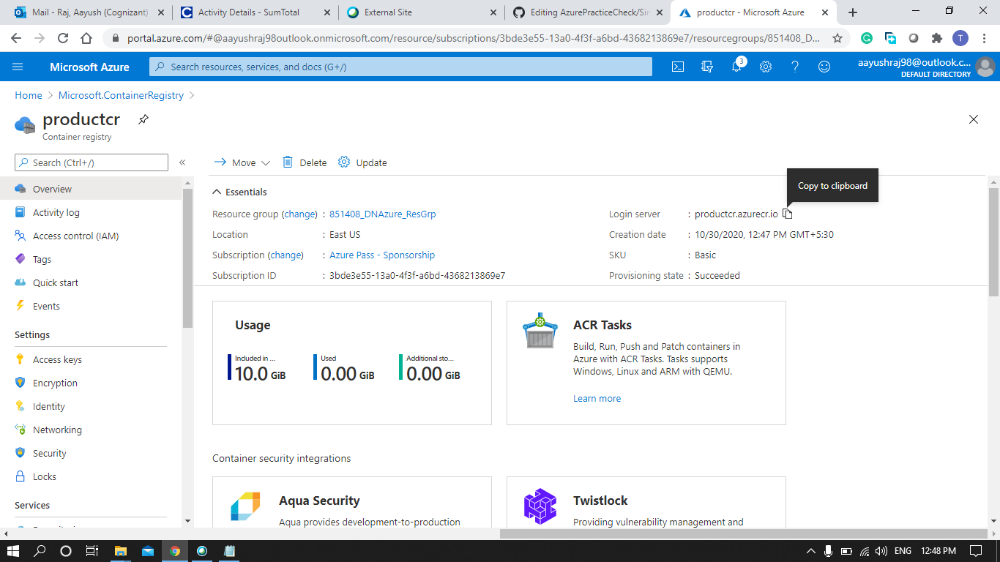 Mail - Raj, Aayush (Cognizant)
Activity Details - SumTotal
External Site
Editing AzurePracticeCheck/Sin
productcr - Microsoft Azure
portal.azure.com/#@aayushraj98outlook.onmicrosoft.com/resource/subscriptions/3bde3e55-13a0-4f3f-a6bd-4368213869e7/resourcegroups/851408_D...
T
Microsoft Azure
Search resources, services, and docs (G+/)
3
aayushraj98@outlook.c...
DEFAULT DIRECTORY
Home > Microsoft.ContainerRegistry >
productcr
Container registry
Search (Ctrl+/)
«
Move
Delete
Update
Overview
Activity log
Access control (IAM)
Tags
Quick start
Events
Settings
Access keys
Encryption
Identity
Networking
Security
Locks
Services
Copy to clipboard
Essentials
Resource group (change) : 851408_DNAzure_ResGrp
Location : East US
Subscription (change) : Azure Pass - Sponsorship
Subscription ID : 3bde3e55-13a0-4f3f-a6bd-4368213869e7
Login server : productcr.azurecr.io
Creation date : 10/30/2020, 12:47 PM GMT+5:30
SKU : Basic
Provisioning state : Succeeded
Usage
Included in ...
10.0 GiB
Used
0.00 GiB
Additional sto...
0.00 GiB
ACR Tasks
Build, Run, Push and Patch containers in
Azure with ACR Tasks. Tasks supports
Windows, Linux and ARM with QEMU.
Learn more
Container security integrations
Aqua Security
Aqua provides development-to-production
Twistlock
Providing vulnerability management and
ENG
12:48 PM